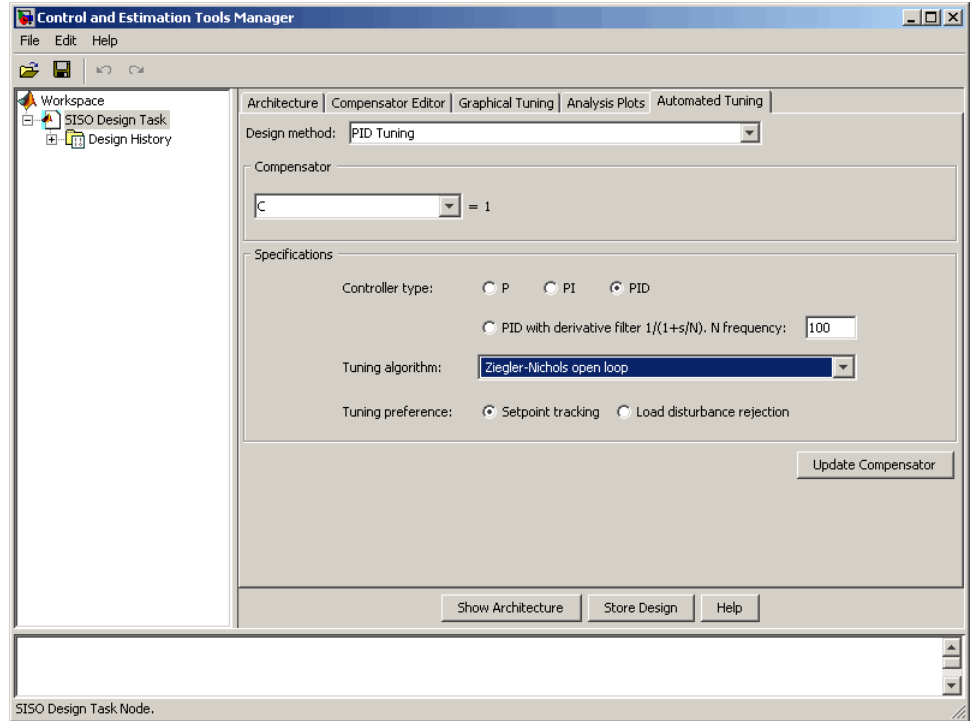 Control and Estimation Tools Manager
File Edit Help
Workspace
SISO Design Task
Design History
Architecture Compensator Editor Graphical Tuning Analysis Plots Automated Tuning
Design method: PID Tuning
Compensator
C = 1
Specifications
Controller type: P PI PID
PID with derivative filter 1/(1+s/N). N frequency: 100
Tuning algorithm: Ziegler-Nichols open loop
Tuning preference: Setpoint tracking Load disturbance rejection
Update Compensator
Show Architecture Store Design Help
SISO Design Task Node.